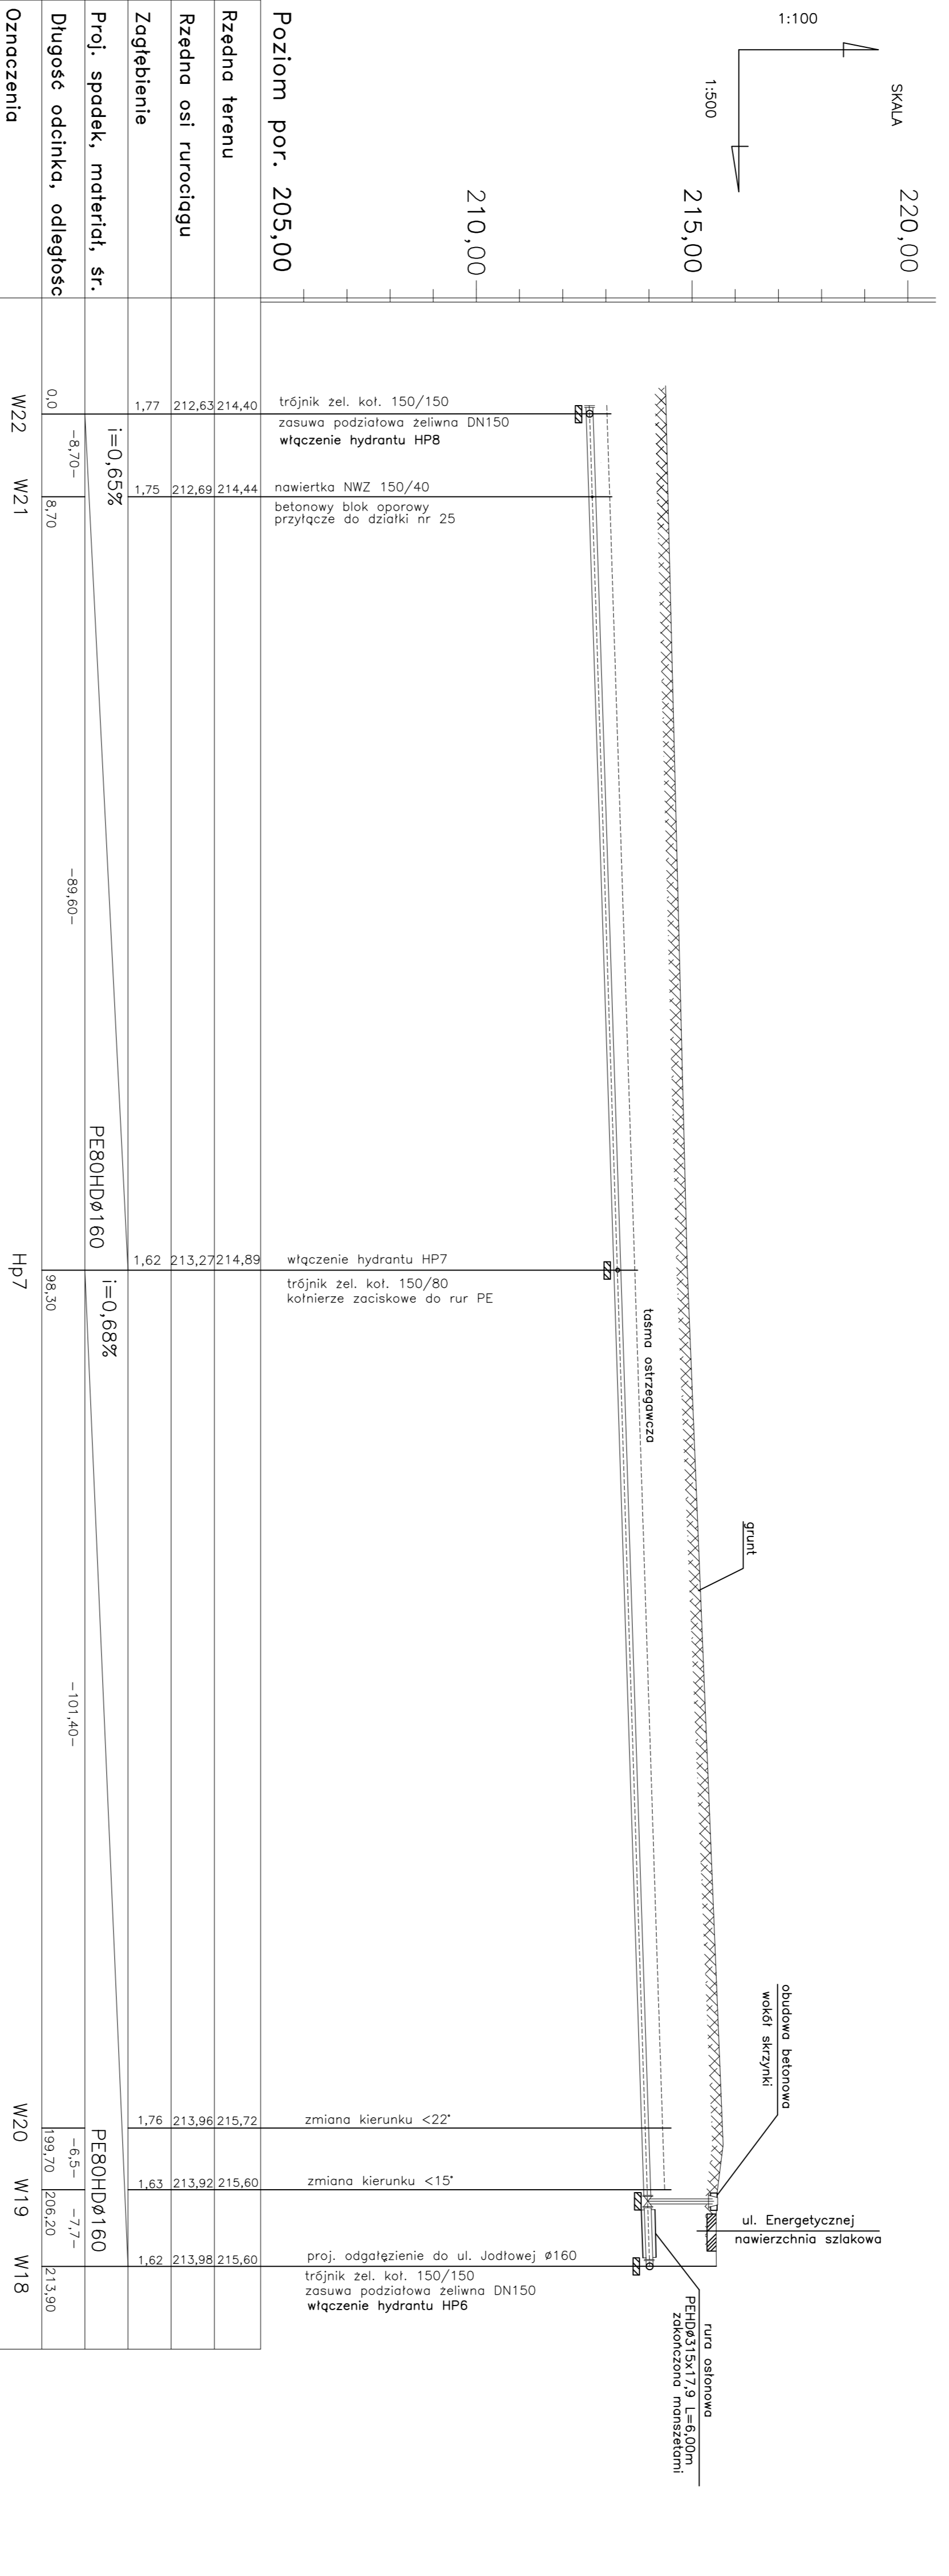 SKALA
1:100
1:500
220,00
215,00
210,00
Poziom por. 205,00
Rzędna terenu
Rzędna osi rurociągu
Zagłębienie
Proj. spadek, materiał, śr.
Długość odcinka, odległość
Oznaczenia
trójnik żel. koł. 150/150
zasuwa podziałowa żeliwna DN150
włączenie hydrantu HP8
214,40
212,63
1,77
0,0
W22
i=0,65%
-8,70-
nawiertka NWZ 150/40
betonowy blok oporowy
przyłącze do działki nr 25
214,44
212,69
1,75
8,70
W21
-89,60-
PE80HDø160
włączenie hydrantu HP7
trójnik żel. koł. 150/80
kołnierze zaciskowe do rur PE
214,89
213,27
1,62
98,30
Hp7
i=0,68%
taśma ostrzegawcza
grunt
-101,40-
zmiana kierunku <22°
215,72
213,96
1,76
199,70
W20
PE80HDø160
-6,5-
zmiana kierunku <15°
215,60
213,92
1,63
206,20
W19
-7,7-
proj. odgałęzienie do ul. Jodłowej ø160
trójnik żel. koł. 150/150
zasuwa podziałowa żeliwna DN150
włączenie hydrantu HP6
215,60
213,98
1,62
213,90
W18
obudowa betonowa
wokół skrzynki
ul. Energetycznej
nawierzchnia szlakowa
rura osłonowa
PEHDø315x17,9 L=6,00m
zakończona manszetami